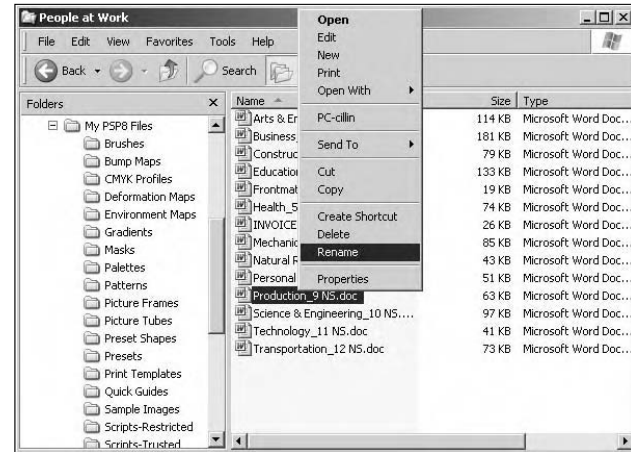 People at Work
File Edit View Favorites Tools Help
Back Search
Folders
My PSP8 Files
Brushes
Bump Maps
CMYK Profiles
Deformation Maps
Environment Maps
Gradients
Masks
Palettes
Patterns
Picture Frames
Picture Tubes
Preset Shapes
Presets
Print Templates
Quick Guides
Sample Images
Scripts-Restricted
Scripts-Trusted
Name Size Type
Arts & Er 114 KB Microsoft Word Doc...
Business_ 181 KB Microsoft Word Doc...
Construc 79 KB Microsoft Word Doc...
Education 133 KB Microsoft Word Doc...
Frontmat 19 KB Microsoft Word Doc...
Health_5 74 KB Microsoft Word Doc...
INVOICE 26 KB Microsoft Word Doc...
Mechanic 85 KB Microsoft Word Doc...
Natural R 43 KB Microsoft Word Doc...
Personal 51 KB Microsoft Word Doc...
Production_9 NS.doc 63 KB Microsoft Word Doc...
Science & Engineering_10 NS.... 97 KB Microsoft Word Doc...
Technology_11 NS.doc 41 KB Microsoft Word Doc...
Transportation_12 NS.doc 73 KB Microsoft Word Doc...
Open
Edit
New
Print
Open With
PC-cillin
Send To
Cut
Copy
Create Shortcut
Delete
Rename
Properties